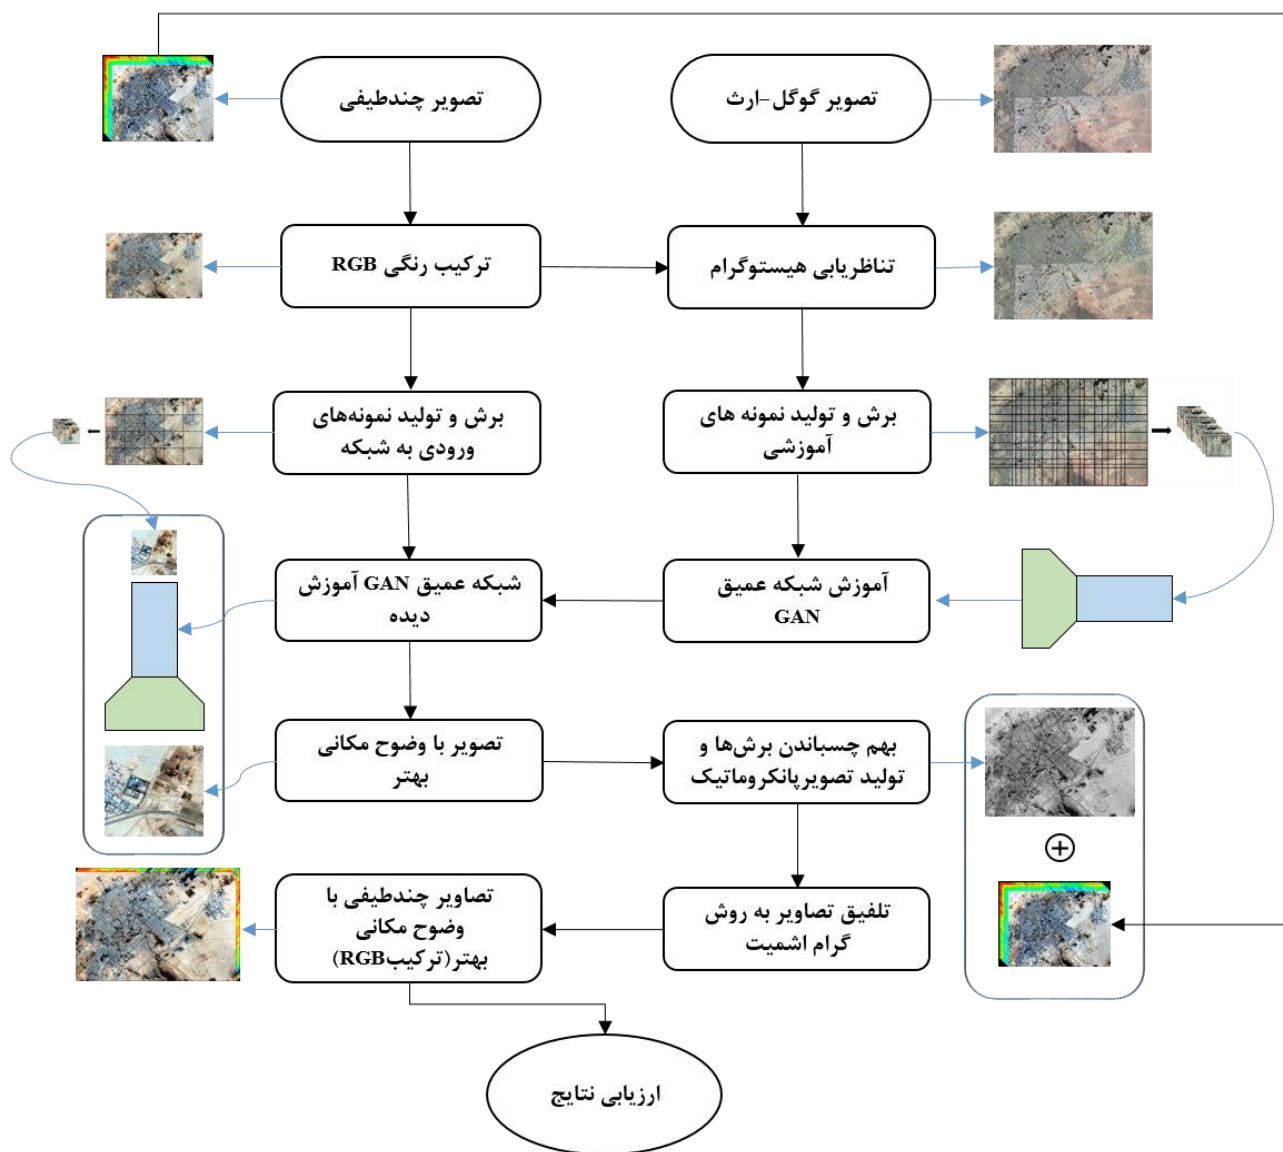 تصویر گوگل-ارث
تصویر چندطیفی
تناظریابی هیستوگرام
ترکیب رنگی RGB
برش و تولید نمونه های
آموزشی
برش و تولید نمونه‌های
ورودی به شبکه
آموزش شبکه عمیق
GAN
شبکه عمیق GAN آموزش
دیده
تصویر با وضوح مکانی
بهتر
بهم چسباندن برش‌ها و
تولید تصویرپانکروماتیک
تلفیق تصاویر به روش
گرام اشمیت
تصاویر چندطیفی با
وضوح مکانی
بهتر(ترکیبRGB)
ارزیابی نتایج